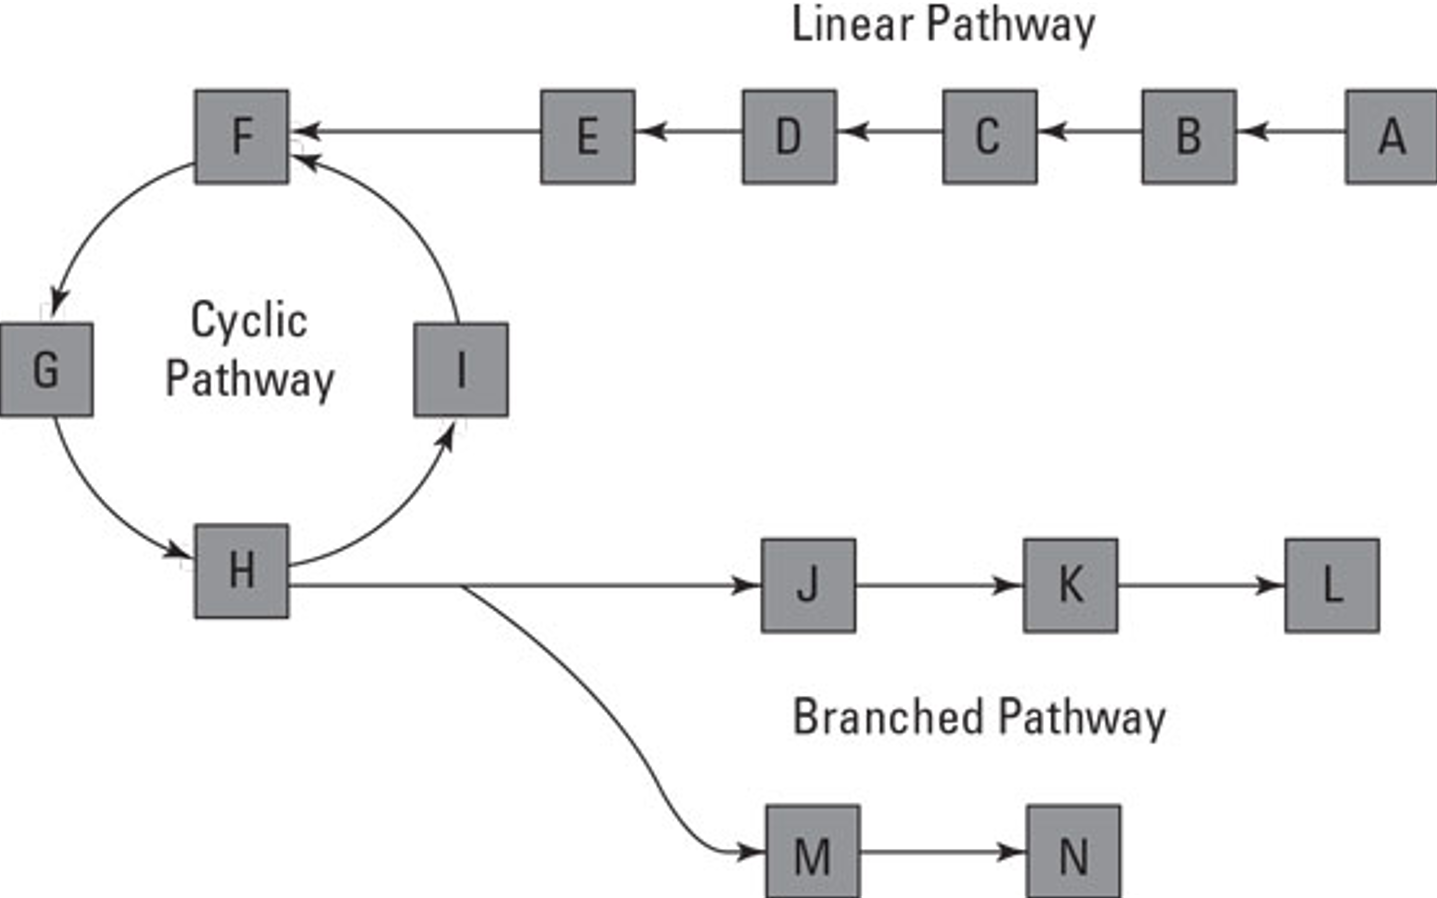 Linear Pathway
F E D C B A
Cyclic
Pathway
G I
H J K L
Branched Pathway
M N